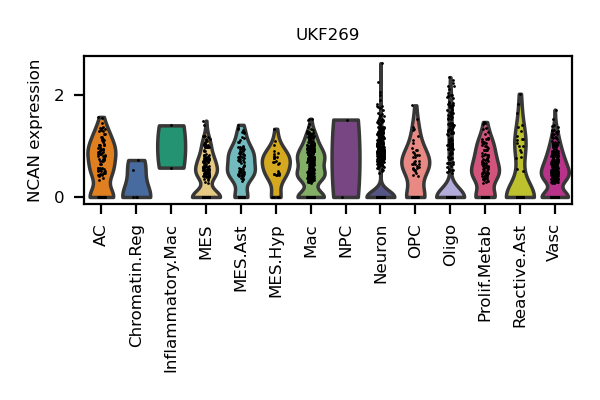 UKF269
NCAN expression
2
0
AC
Chromatin.Reg
Inflammatory.Mac
MES
MES.Ast
MES.Hyp
Mac
NPC
Neuron
OPC
Oligo
Prolif.Metab
Reactive.Ast
Vasc